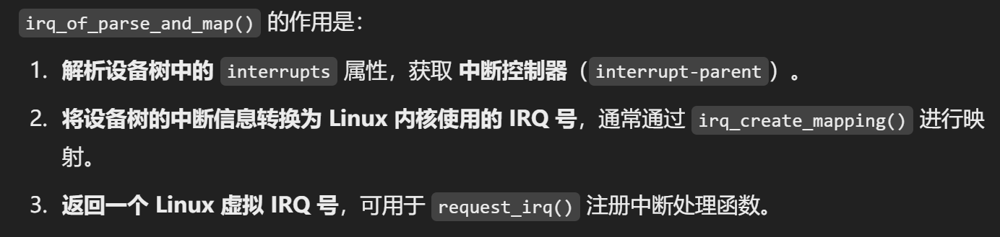 irq_of_parse_and_map() 的作用是：
1. 解析设备树中的 interrupts 属性，获取 中断控制器（interrupt-parent）。
2. 将设备树的中断信息转换为 Linux 内核使用的 IRQ 号，通常通过 irq_create_mapping() 进行映
射。
3. 返回一个 Linux 虚拟 IRQ 号，可用于 request_irq() 注册中断处理函数。